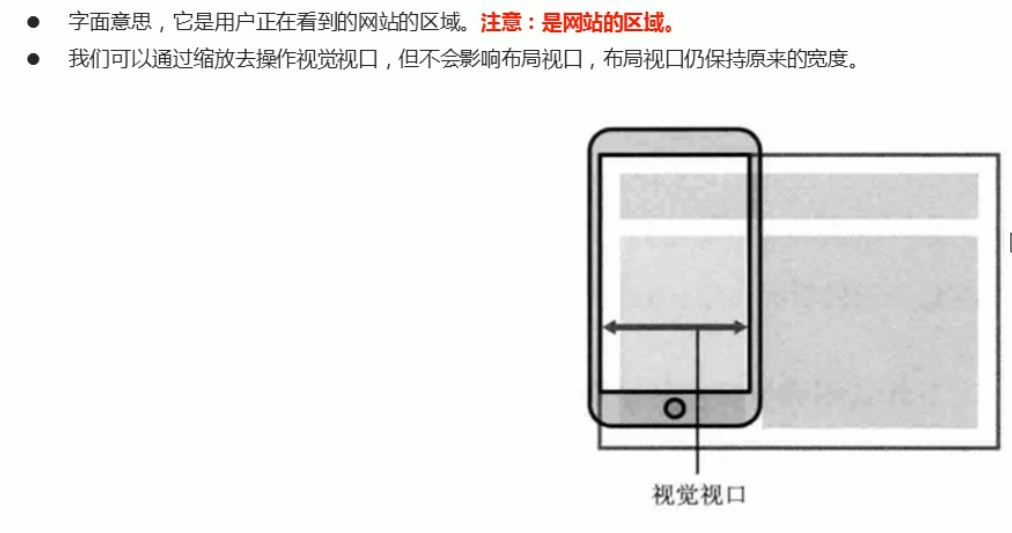 ● 字面意思，它是用户正在看到的网站的区域。注意：是网站的区域。
● 我们可以通过缩放去操作视觉视口，但不会影响布局视口，布局视口仍保持原来的宽度。
视觉视口